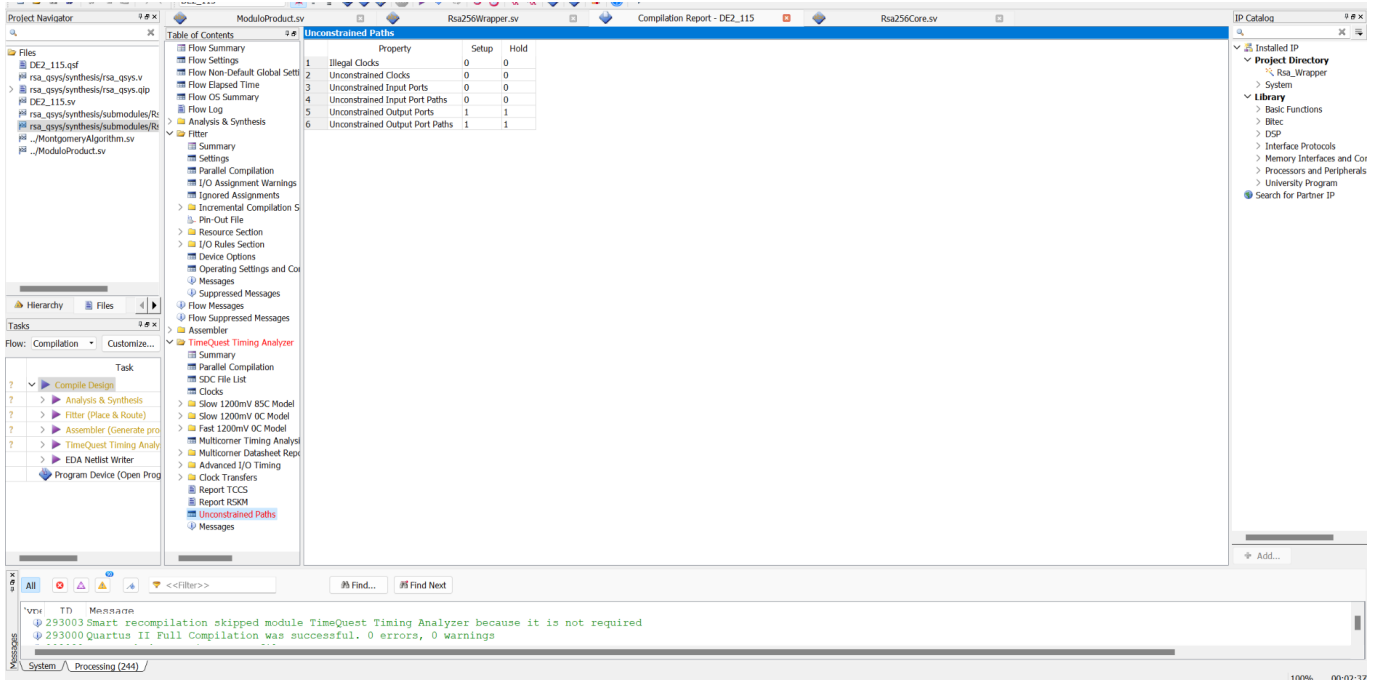 DE2_115
Project Navigator
Files
DE2_115.qsf
rsa_qsys/synthesis/rsa_qsys.v
rsa_qsys/synthesis/rsa_qsys.qip
DE2_115.sv
rsa_qsys/synthesis/submodules/Rs
rsa_qsys/synthesis/submodules/Rs
../MontgomeryAlgorithm.sv
../ModuloProduct.sv
Hierarchy Files
Tasks
Flow: Compilation Customize...
Task
? Compile Design
? Analysis & Synthesis
? Fitter (Place & Route)
? Assembler (Generate pro
? TimeQuest Timing Analy
EDA Netlist Writer
Program Device (Open Prog
ModuloProduct.sv Rsa256Wrapper.sv Compilation Report - DE2_115 Rsa256Core.sv
Table of Contents
Flow Summary
Flow Settings
Flow Non-Default Global Setti
Flow Elapsed Time
Flow OS Summary
Flow Log
Analysis & Synthesis
Fitter
Summary
Settings
Parallel Compilation
I/O Assignment Warnings
Ignored Assignments
Incremental Compilation S
Pin-Out File
Resource Section
I/O Rules Section
Device Options
Operating Settings and Con
Messages
Suppressed Messages
Flow Messages
Flow Suppressed Messages
Assembler
TimeQuest Timing Analyzer
Summary
Parallel Compilation
SDC File List
Clocks
Slow 1200mV 85C Model
Slow 1200mV 0C Model
Fast 1200mV 0C Model
Multicorner Timing Analysi
Multicorner Datasheet Repo
Advanced I/O Timing
Clock Transfers
Report TCCS
Report RSKM
Unconstrained Paths
Messages
Unconstrained Paths
Property Setup Hold
1 Illegal Clocks 0 0
2 Unconstrained Clocks 0 0
3 Unconstrained Input Ports 0 0
4 Unconstrained Input Port Paths 0 0
5 Unconstrained Output Ports 1 1
6 Unconstrained Output Port Paths 1 1
IP Catalog
Installed IP
Project Directory
Rsa_Wrapper
System
Library
Basic Functions
Bitec
DSP
Interface Protocols
Memory Interfaces and Con
Processors and Peripherals
University Program
Search for Partner IP
+ Add...
All <<Filter>> Find... Find Next
Type ID Message
293003 Smart recompilation skipped module TimeQuest Timing Analyzer because it is not required
293000 Quartus II Full Compilation was successful. 0 errors, 0 warnings
Messages
System Processing (244)
100% 00:02:37